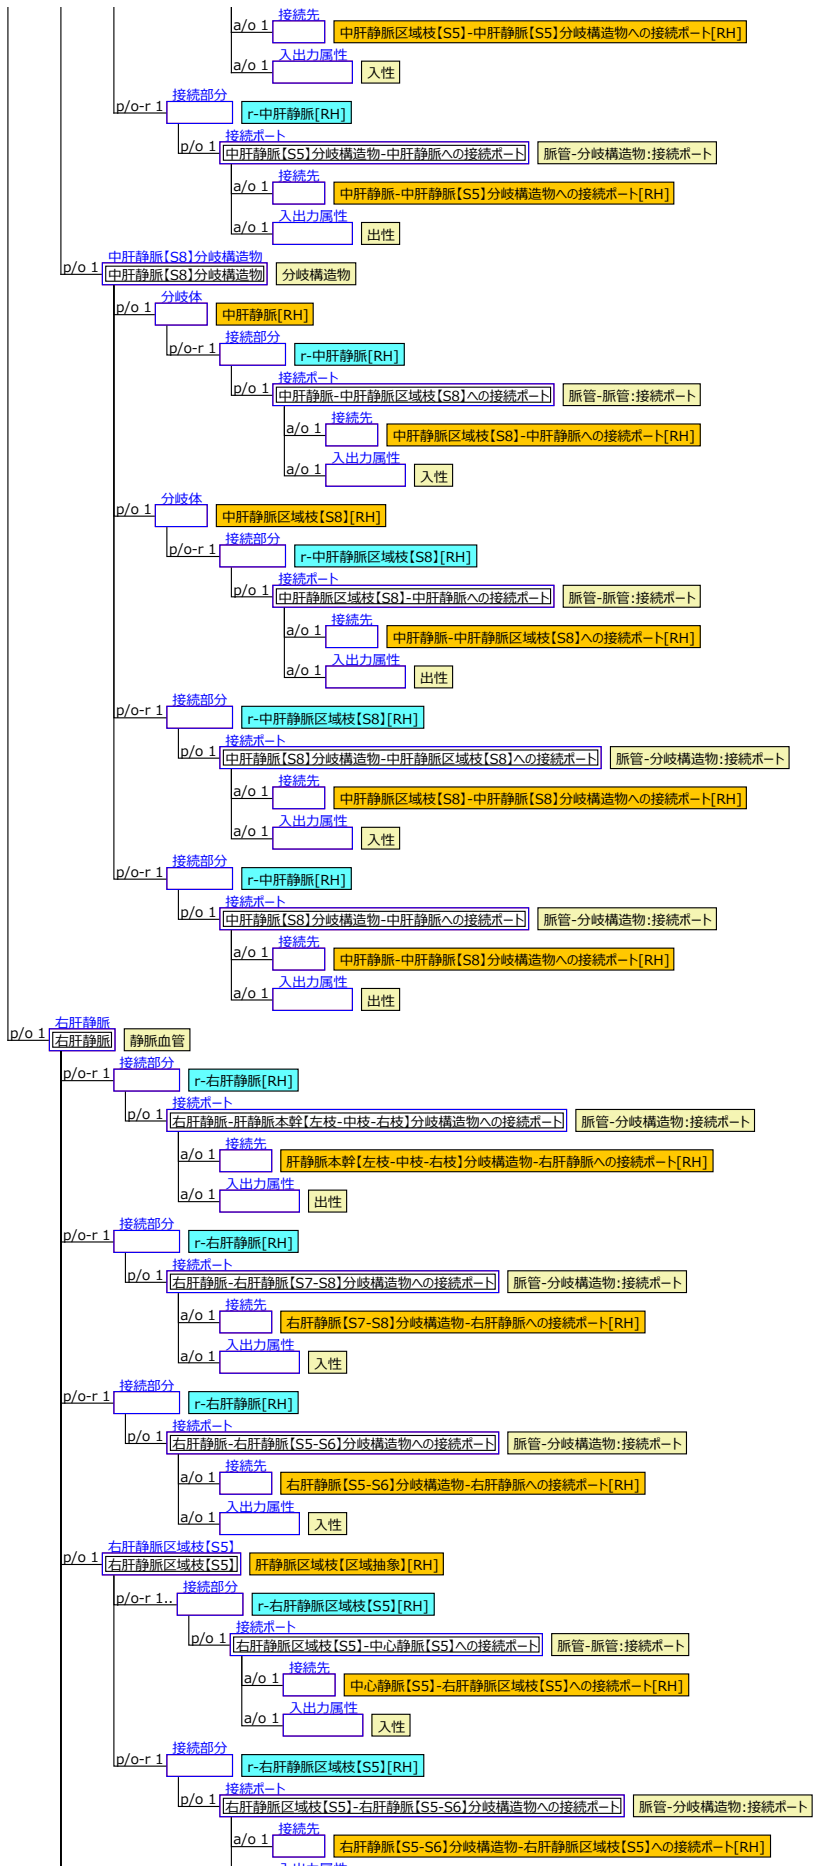 接続先
a/o 1 中肝静脈区域枝【S5】-中肝静脈【S5】分岐構造物への接続ポート[RH]
入出力属性
a/o 1 入性
接続部分
p/o-r 1 r-中肝静脈[RH]
接続ポート
p/o 1 中肝静脈【S5】分岐構造物-中肝静脈への接続ポート 脈管-分岐構造物:接続ポート
接続先
a/o 1 中肝静脈-中肝静脈【S5】分岐構造物への接続ポート[RH]
入出力属性
a/o 1 出性
中肝静脈【S8】分岐構造物
p/o 1 中肝静脈【S8】分岐構造物 分岐構造物
分岐体
p/o 1 中肝静脈[RH]
接続部分
p/o-r 1 r-中肝静脈[RH]
接続ポート
p/o 1 中肝静脈-中肝静脈区域枝【S8】への接続ポート 脈管-脈管:接続ポート
接続先
a/o 1 中肝静脈区域枝【S8】-中肝静脈への接続ポート[RH]
入出力属性
a/o 1 入性
分岐体
p/o 1 中肝静脈区域枝【S8】[RH]
接続部分
p/o-r 1 r-中肝静脈区域枝【S8】[RH]
接続ポート
p/o 1 中肝静脈区域枝【S8】-中肝静脈への接続ポート 脈管-脈管:接続ポート
接続先
a/o 1 中肝静脈-中肝静脈区域枝【S8】への接続ポート[RH]
入出力属性
a/o 1 出性
接続部分
p/o-r 1 r-中肝静脈区域枝【S8】[RH]
接続ポート
p/o 1 中肝静脈【S8】分岐構造物-中肝静脈区域枝【S8】への接続ポート 脈管-分岐構造物:接続ポート
接続先
a/o 1 中肝静脈区域枝【S8】-中肝静脈【S8】分岐構造物への接続ポート[RH]
入出力属性
a/o 1 入性
接続部分
p/o-r 1 r-中肝静脈[RH]
接続ポート
p/o 1 中肝静脈【S8】分岐構造物-中肝静脈への接続ポート 脈管-分岐構造物:接続ポート
接続先
a/o 1 中肝静脈-中肝静脈【S8】分岐構造物への接続ポート[RH]
入出力属性
a/o 1 出性
右肝静脈
p/o 1 右肝静脈 静脈血管
接続部分
p/o-r 1 r-右肝静脈[RH]
接続ポート
p/o 1 右肝静脈-肝静脈本幹【左枝-中枝-右枝】分岐構造物への接続ポート 脈管-分岐構造物:接続ポート
接続先
a/o 1 肝静脈本幹【左枝-中枝-右枝】分岐構造物-右肝静脈への接続ポート[RH]
入出力属性
a/o 1 出性
接続部分
p/o-r 1 r-右肝静脈[RH]
接続ポート
p/o 1 右肝静脈-右肝静脈【S7-S8】分岐構造物への接続ポート 脈管-分岐構造物:接続ポート
接続先
a/o 1 右肝静脈【S7-S8】分岐構造物-右肝静脈への接続ポート[RH]
入出力属性
a/o 1 入性
接続部分
p/o-r 1 r-右肝静脈[RH]
接続ポート
p/o 1 右肝静脈-右肝静脈【S5-S6】分岐構造物への接続ポート 脈管-分岐構造物:接続ポート
接続先
a/o 1 右肝静脈【S5-S6】分岐構造物-右肝静脈への接続ポート[RH]
入出力属性
a/o 1 入性
右肝静脈区域枝【S5】
p/o 1 右肝静脈区域枝【S5】 肝静脈区域枝【区域抽象】[RH]
接続部分
p/o-r 1.. r-右肝静脈区域枝【S5】[RH]
接続ポート
p/o 1 右肝静脈区域枝【S5】-中心静脈【S5】への接続ポート 脈管-脈管:接続ポート
接続先
a/o 1 中心静脈【S5】-右肝静脈区域枝【S5】への接続ポート[RH]
入出力属性
a/o 1 入性
接続部分
p/o-r 1 r-右肝静脈区域枝【S5】[RH]
接続ポート
p/o 1 右肝静脈区域枝【S5】-右肝静脈【S5-S6】分岐構造物への接続ポート 脈管-分岐構造物:接続ポート
接続先
a/o 1 右肝静脈【S5-S6】分岐構造物-右肝静脈区域枝【S5】への接続ポート[RH]